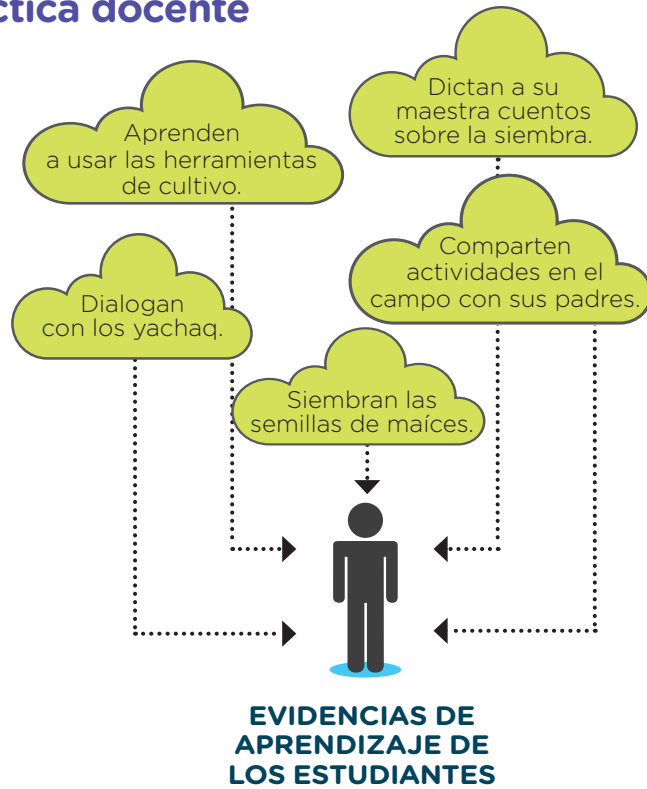 ctica docente
Aprenden
a usar las herramientas
de cultivo.
Dictan a su
maestra cuentos
sobre la siembra.
Dialogan
con los yachaq.
Comparten
actividades en el
campo con sus padres.
Siembran las
semillas de maíces.
EVIDENCIAS DE
APRENDIZAJE DE
LOS ESTUDIANTES